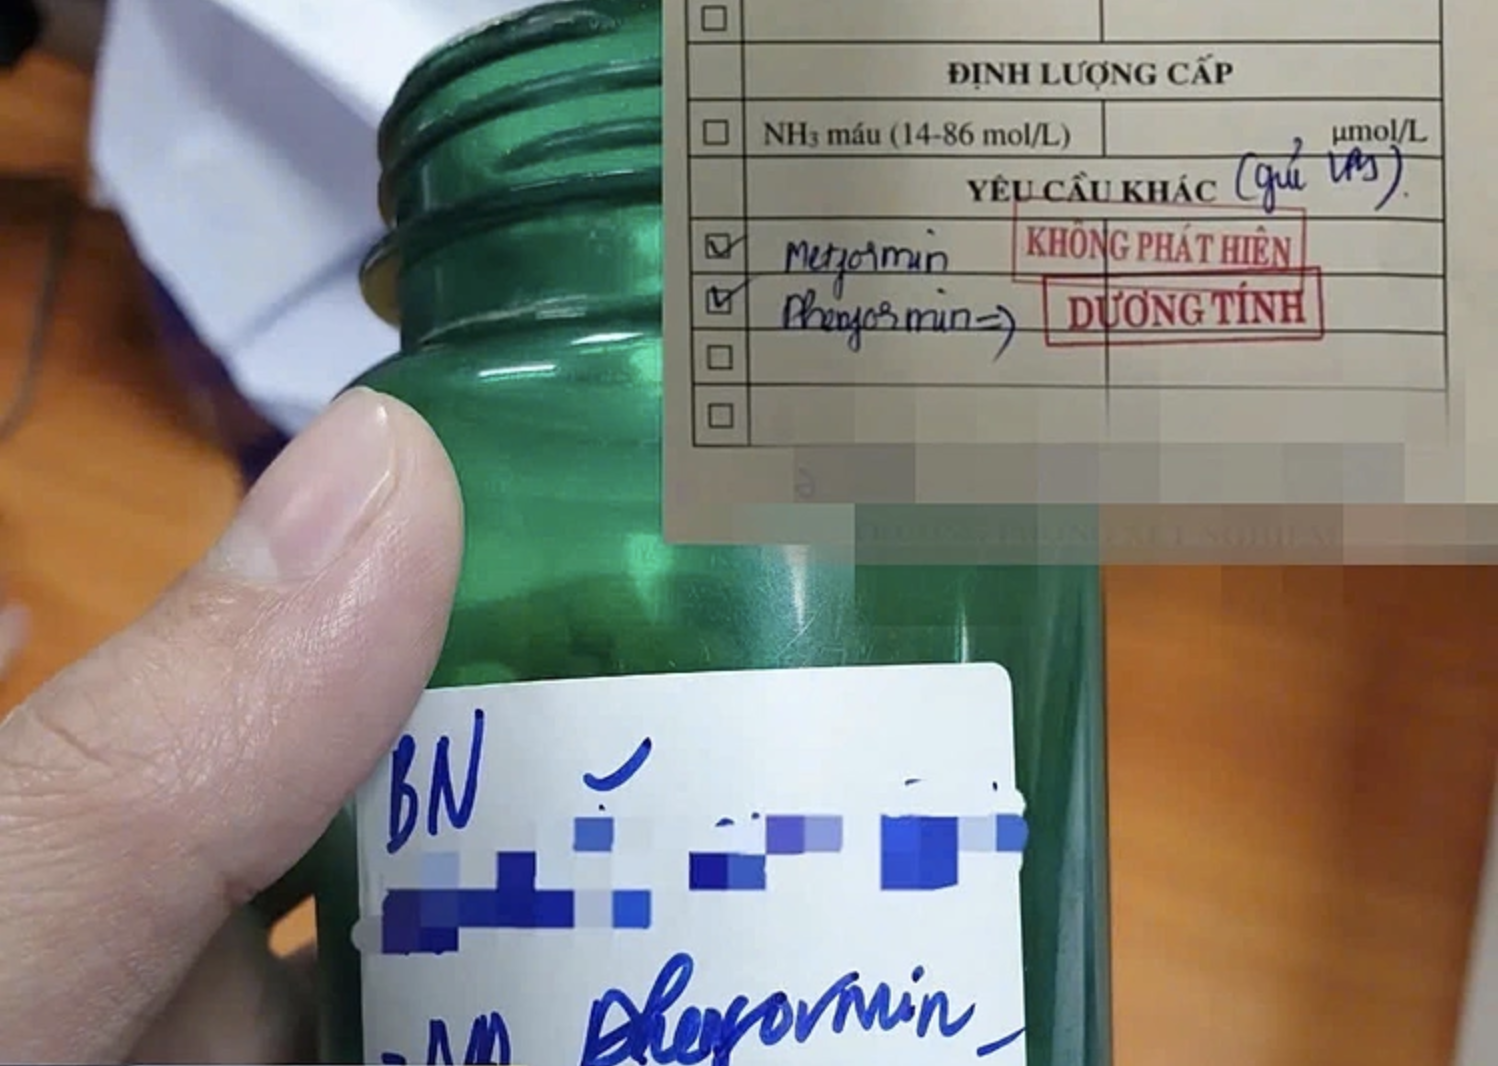 ĐỊNH LƯỢNG CẤP
NH₃ máu (14-86 mol/L) µmol/L
YÊU CẦU KHÁC (gửi
Metformin KHÔNG PHÁT HIỆN
Phenformin => DƯƠNG TÍNH
BN
Phenformin